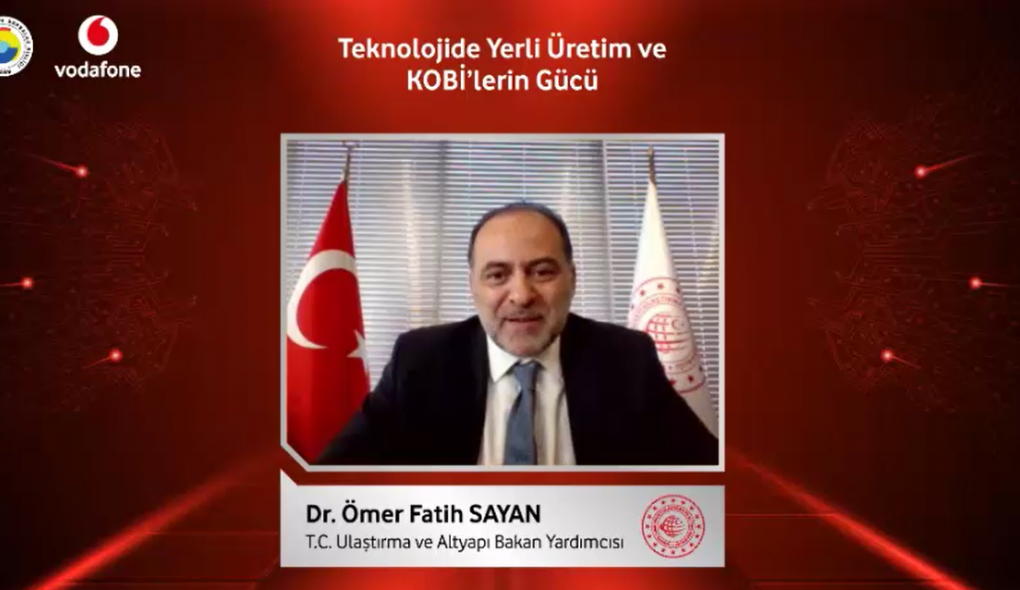 vodafone
Teknolojide Yerli Üretim ve
KOBİ'lerin Gücü
Dr. Ömer Fatih SAYAN
T.C. Ulaştırma ve Altyapı Bakan Yardımcısı